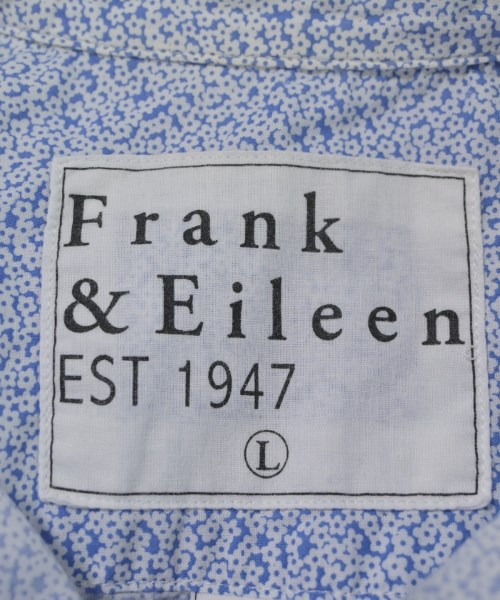 Frank
& Eileen
EST 1947
L